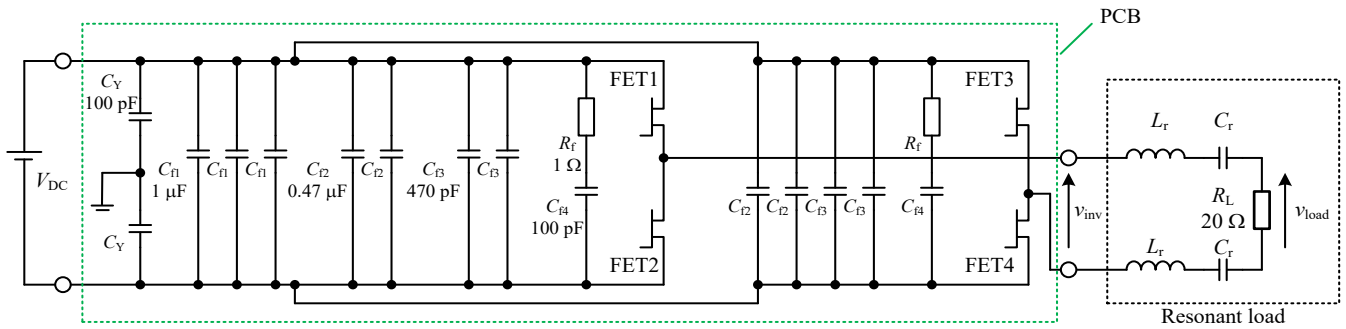 PCB
C_Y
100 pF
FET1
FET3
L_r
C_r
V_DC
C_f1
1 μF
C_f1
C_f1
C_f2
0.47 μF
C_f2
C_f3
470 pF
C_f3
R_f
1 Ω
R_f
C_f4
100 pF
C_f2
C_f2
C_f3
C_f3
C_f4
v_inv
R_L
20 Ω
v_load
C_Y
FET2
FET4
L_r
C_r
Resonant load